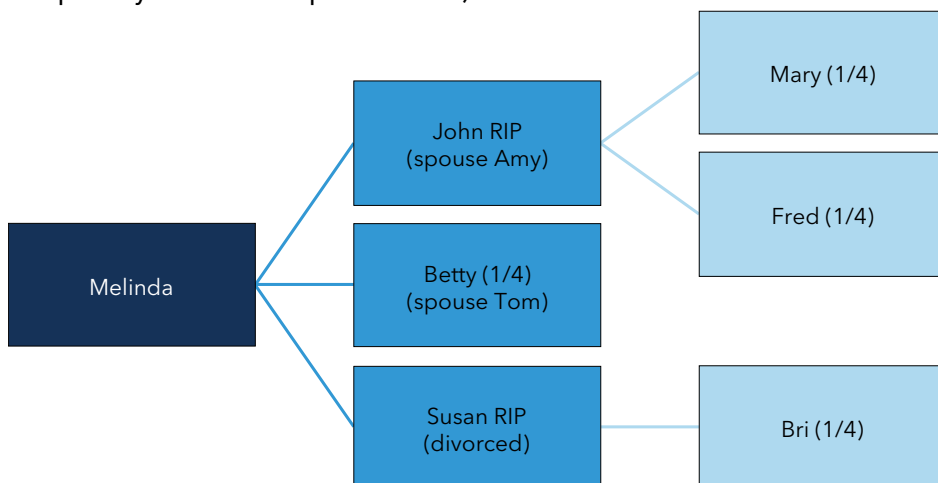 Mary (1/4)
John RIP
(spouse Amy)
Fred (1/4)
Melinda
Betty (1/4)
(spouse Tom)
Susan RIP
(divorced)
Bri (1/4)